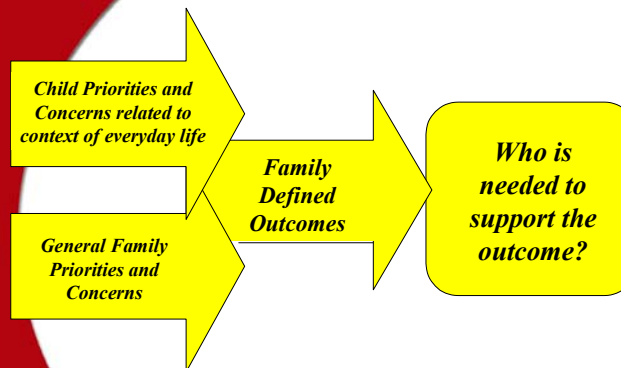 Child Priorities and
Concerns related to
context of everyday life
General Family
Priorities and
Concerns
Family
Defined
Outcomes
Who is
needed to
support the
outcome?